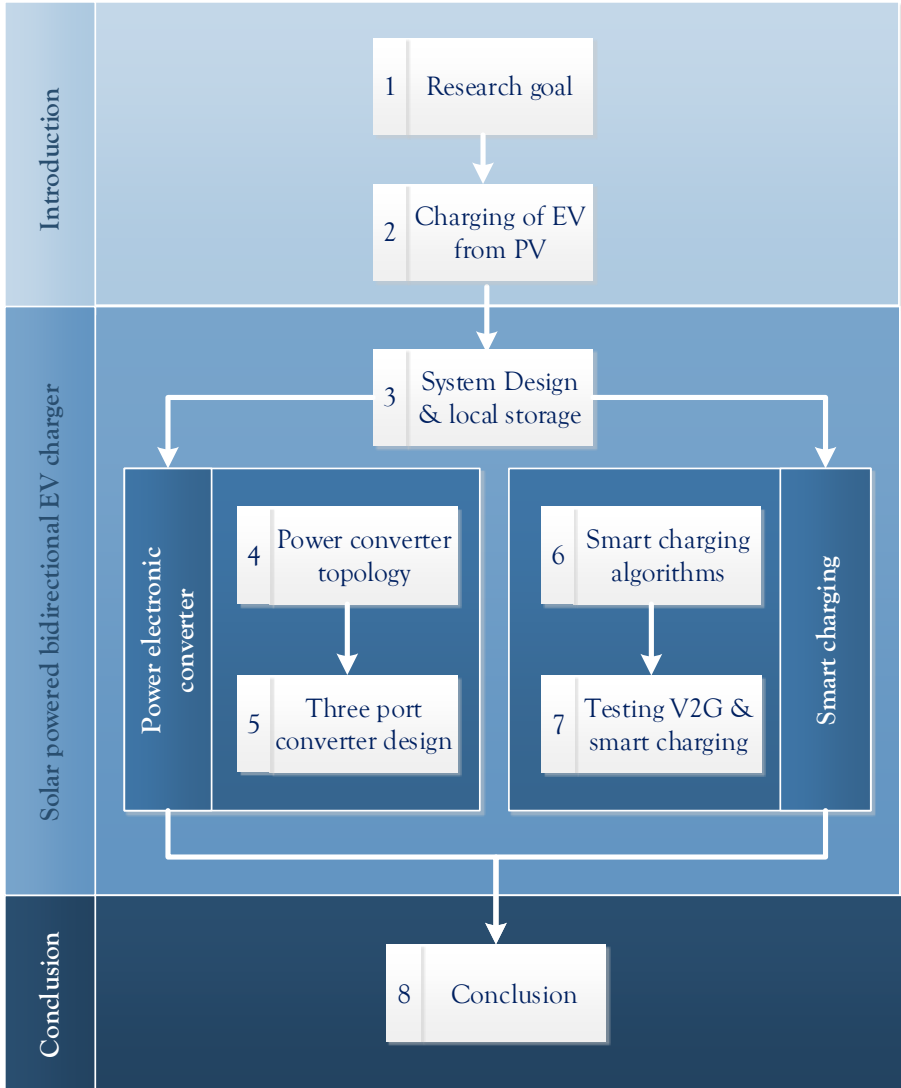 Introduction
1
Research goal
2
Charging of EV
from PV
Solar powered bidirectional EV charger
3
System Design
& local storage
Power electronic
converter
4
Power converter
topology
5
Three port
converter design
6
Smart charging
algorithms
7
Testing V2G &
smart charging
Smart charging
Conclusion
8
Conclusion